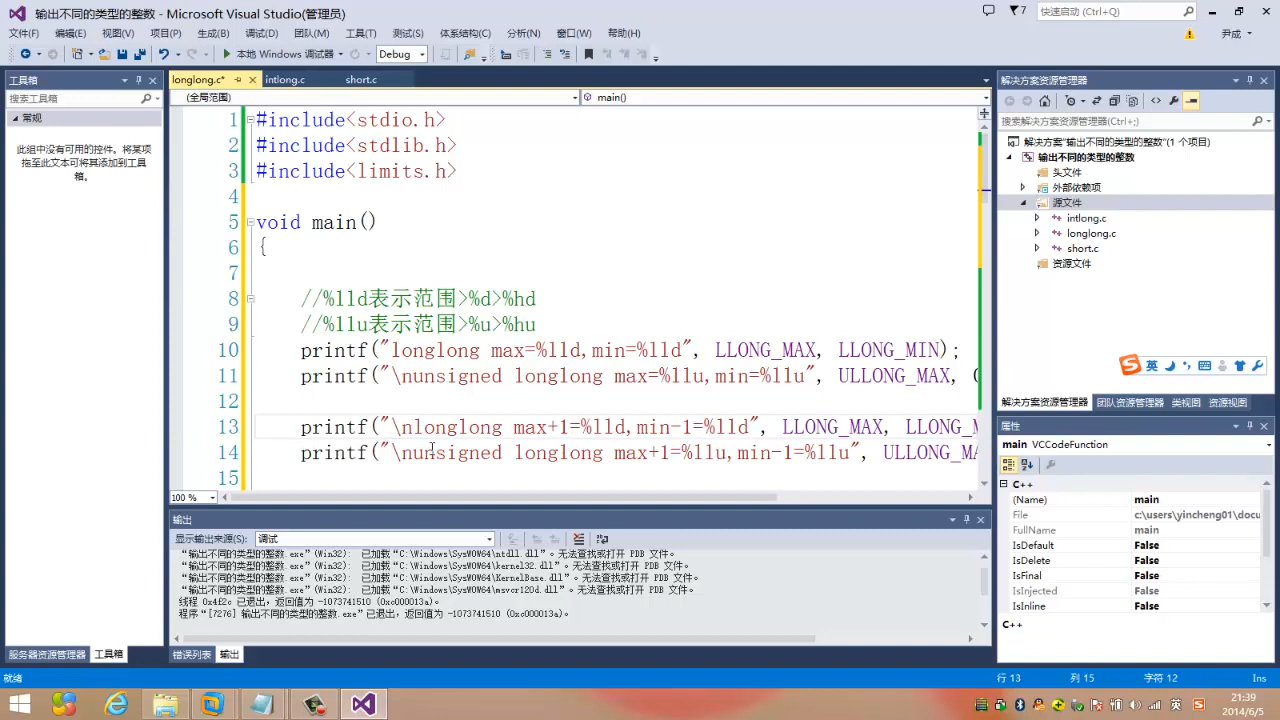 输出不同的类型的整数 - Microsoft Visual Studio(管理员)
7
快速启动 (Ctrl+Q)
文件(F) 编辑(E) 视图(V) 项目(P) 生成(B) 调试(D) 团队(M) 工具(T) 测试(S) 体系结构(C) 分析(N) 窗口(W) 帮助(H)
尹成
本地 Windows 调试器 Debug
工具箱
搜索工具箱
常规
此组中没有可用的控件。将某项
拖至此文本可将其添加到工具
箱。
服务器资源管理器 工具箱
longlong.c* intlong.c short.c
(全局范围) main()
1 #include<stdio.h>
2 #include<stdlib.h>
3 #include<limits.h>
4
5 void main()
6 {
7
8 //%lld表示范围>%d>%hd
9 //%llu表示范围>%u>%hu
10 printf("longlong max=%lld,min=%lld", LLONG_MAX, LLONG_MIN);
11 printf("\nunsigned longlong max=%llu,min=%llu", ULLONG_MAX, 0
12
13 printf("\nlonglong max+1=%lld,min-1=%lld", LLONG_MAX, LLONG_M
14 printf("\nunsigned longlong max+1=%llu,min-1=%llu", ULLONG_MA
15
100 %
输出
显示输出来源(S): 调试
“输出不同的类型的整数.exe”(Win32): 已加载“C:\Windows\SysWOW64\ntdll.dll”。无法查找或打开 PDB 文件。
“输出不同的类型的整数.exe”(Win32): 已加载“C:\Windows\SysWOW64\kernel32.dll”。无法查找或打开 PDB 文件。
“输出不同的类型的整数.exe”(Win32): 已加载“C:\Windows\SysWOW64\KernelBase.dll”。无法查找或打开 PDB 文件。
“输出不同的类型的整数.exe”(Win32): 已加载“C:\Windows\SysWOW64\msvcr120d.dll”。无法查找或打开 PDB 文件。
线程 0x4f2c 已退出，返回值为 -1073741510 (0xc000013a)。
程序“[7276] 输出不同的类型的整数.exe”已退出，返回值为 -1073741510 (0xc000013a)。
错误列表 输出
解决方案资源管理器
搜索解决方案资源管理器(Ctrl+;)
解决方案"输出不同的类型的整数"(1 个项目)
输出不同的类型的整数
头文件
外部依赖项
源文件
intlong.c
longlong.c
short.c
资源文件
英
解决方案资源管理器 团队资源管理器 类视图 资源视图
属性
main VCCodeFunction
C++
(Name) main
File c:\users\yincheng01\docu
FullName main
IsDefault False
IsDelete False
IsFinal False
IsInjected False
IsInline False
C++
就绪 行 13 列 15 字符 12 Ins
英
21:39
2014/6/5